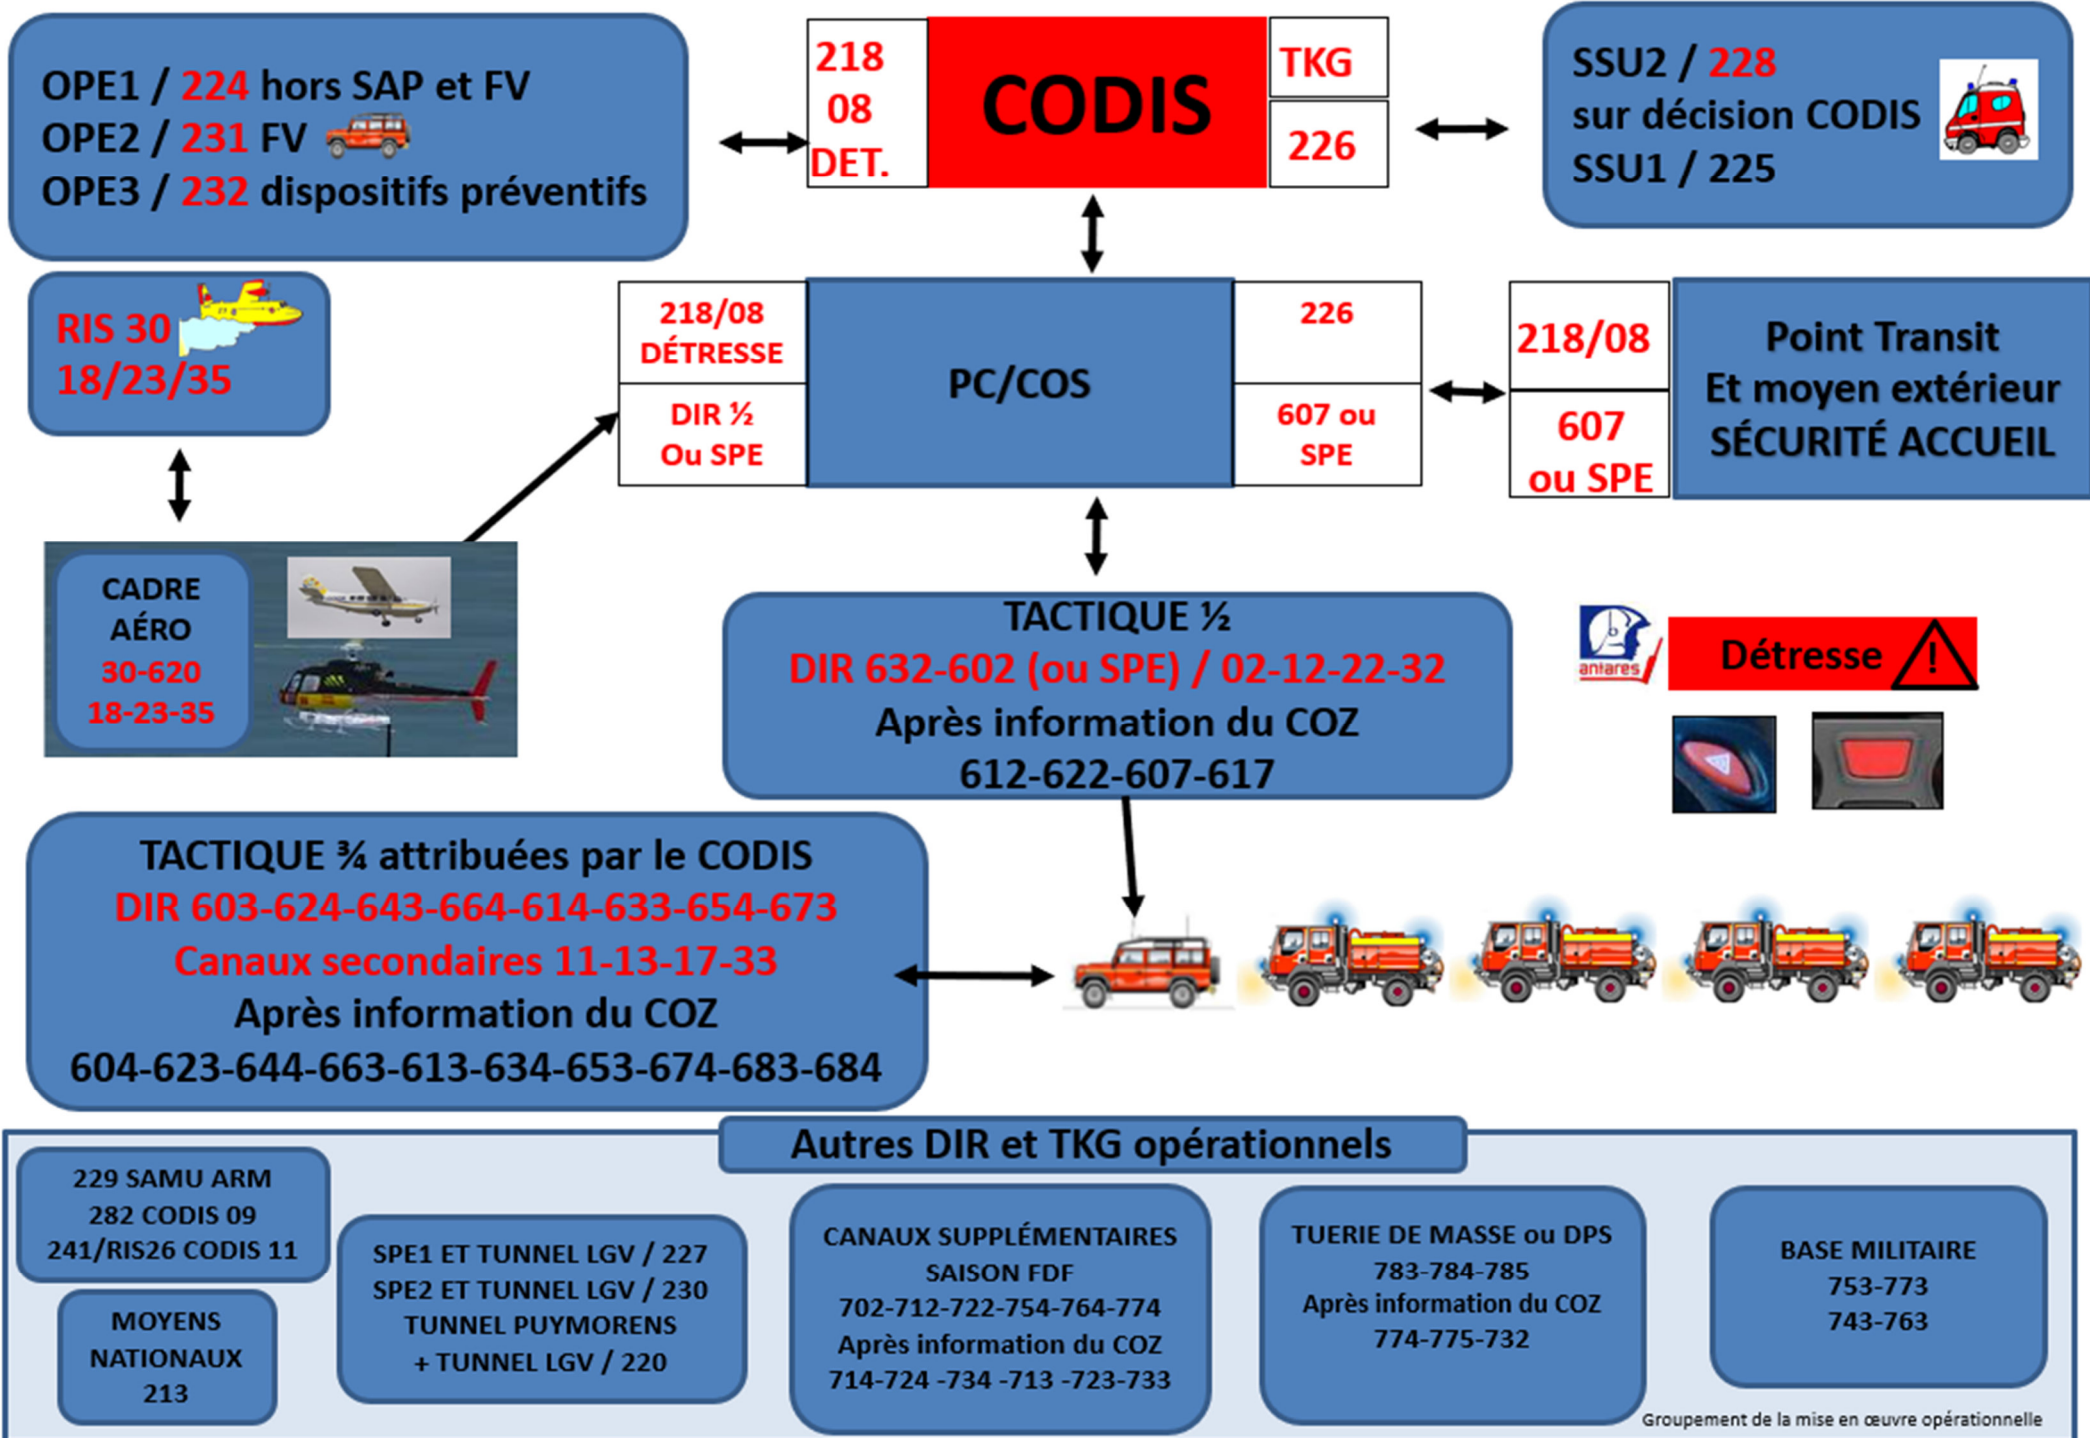 OPE1 / 224 hors SAP et FV
OPE2 / 231 FV
OPE3 / 232 dispositifs préventifs
218
08
DET.
CODIS
TKG
226
SSU2 / 228
sur décision CODIS
SSU1 / 225
RIS 30
18/23/35
218/08
DÉTRESSE
DIR ½
Ou SPE
PC/COS
226
607 ou
SPE
218/08
607
ou SPE
Point Transit
Et moyen extérieur
SÉCURITÉ ACCUEIL
CADRE
AÉRO
30-620
18-23-35
TACTIQUE ½
DIR 632-602 (ou SPE) / 02-12-22-32
Après information du COZ
612-622-607-617
antares
Détresse
!
TACTIQUE ¾ attribuées par le CODIS
DIR 603-624-643-664-614-633-654-673
Canaux secondaires 11-13-17-33
Après information du COZ
604-623-644-663-613-634-653-674-683-684
Autres DIR et TKG opérationnels
229 SAMU ARM
282 CODIS 09
241/RIS26 CODIS 11
MOYENS
NATIONAUX
213
SPE1 ET TUNNEL LGV / 227
SPE2 ET TUNNEL LGV / 230
TUNNEL PUYMORENS
+ TUNNEL LGV / 220
CANAUX SUPPLÉMENTAIRES
SAISON FDF
702-712-722-754-764-774
Après information du COZ
714-724 -734 -713 -723-733
TUERIE DE MASSE ou DPS
783-784-785
Après information du COZ
774-775-732
BASE MILITAIRE
753-773
743-763
Groupement de la mise en œuvre opérationnelle